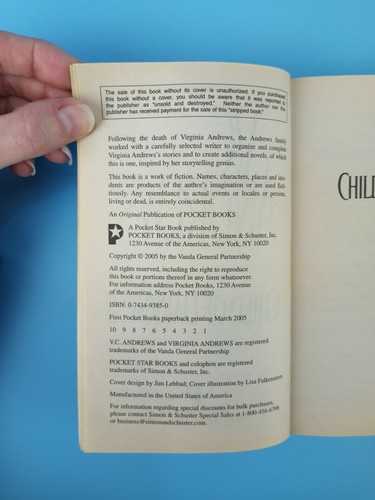 The sale of this book without its cover is unauthorized. If you purchased
this book without a cover, you should be aware that it was reported to
the publisher as "unsold and destroyed." Neither the author nor the
publisher has received payment for the sale of this "stripped book."
Following the death of Virginia Andrews, the Andrews family
worked with a carefully selected writer to organize and complete
Virginia Andrews's stories and to create additional novels, of which
this is one, inspired by her storytelling genius.
This book is a work of fiction. Names, characters, places and inci-
dents are products of the author's imagination or are used ficti-
tiously. Any resemblance to actual events or locales or persons,
living or dead, is entirely coincidental.
An Original Publication of POCKET BOOKS
A Pocket Star Book published by
POCKET BOOKS, a division of Simon & Schuster, Inc.
1230 Avenue of the Americas, New York, NY 10020
Copyright © 2005 by the Vanda General Partnership
All rights reserved, including the right to reproduce
this book or portions thereof in any form whatsoever.
For information address Pocket Books, 1230 Avenue
of the Americas, New York, NY 10020
ISBN: 0-7434-9385-0
First Pocket Books paperback printing March 2005
10 9 8 7 6 5 4 3 2 1
V.C. ANDREWS and VIRGINIA ANDREWS are registered
trademarks of the Vanda General Partnership
POCKET STAR BOOKS and colophon are registered
trademarks of Simon & Schuster, Inc.
Cover design by Jim Lebbad; Cover illustration by Lisa Falkenstern
Manufactured in the United States of America
For information regarding special discounts for bulk purchases,
please contact Simon & Schuster Special Sales at 1-800-456-6798
or business@simonandschuster.com.
CHILD